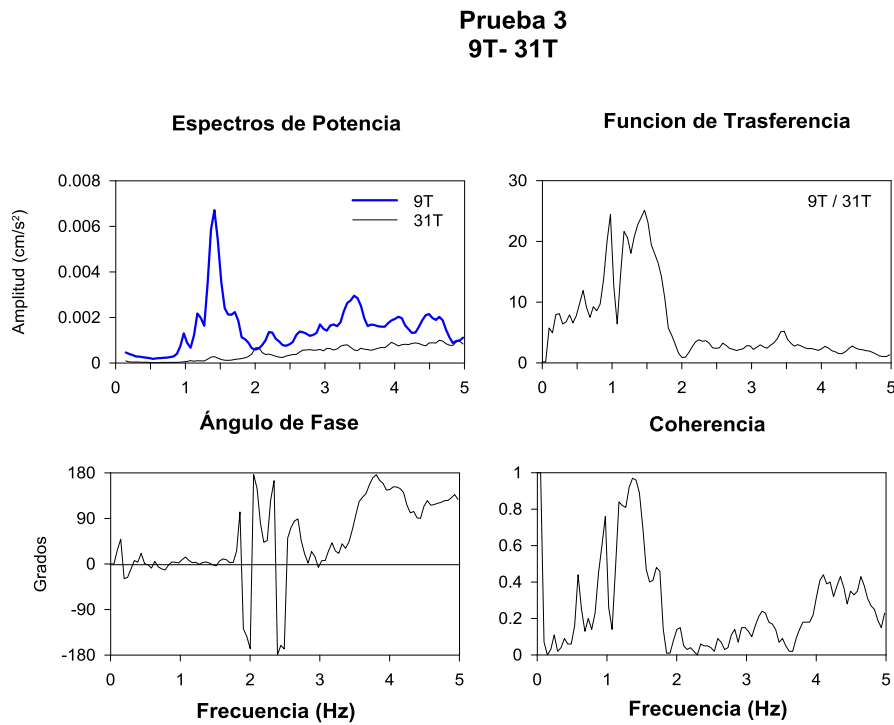 Prueba 3
9T- 31T
Espectros de Potencia
Funcion de Trasferencia
Amplitud (cm/s²)
0.008
0.006
0.004
0.002
0
9T
31T
0 1 2 3 4 5
30
20
10
0
9T / 31T
0 1 2 3 4 5
Ángulo de Fase
Coherencia
Grados
180
90
0
-90
-180
0 1 2 3 4 5
Frecuencia (Hz)
1
0.8
0.6
0.4
0.2
0
0 1 2 3 4 5
Frecuencia (Hz)